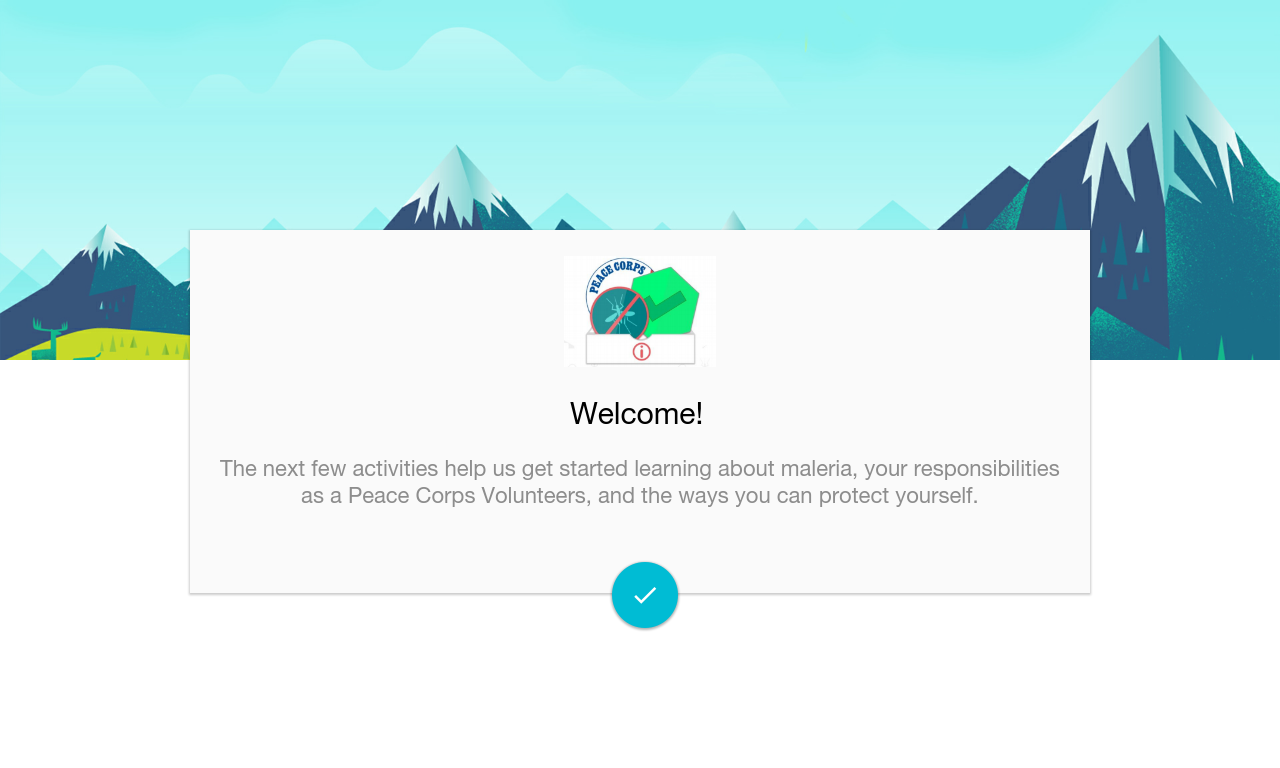 PEACE CORPS
Welcome!
The next few activities help us get started learning about maleria, your responsibilities
as a Peace Corps Volunteers, and the ways you can protect yourself.